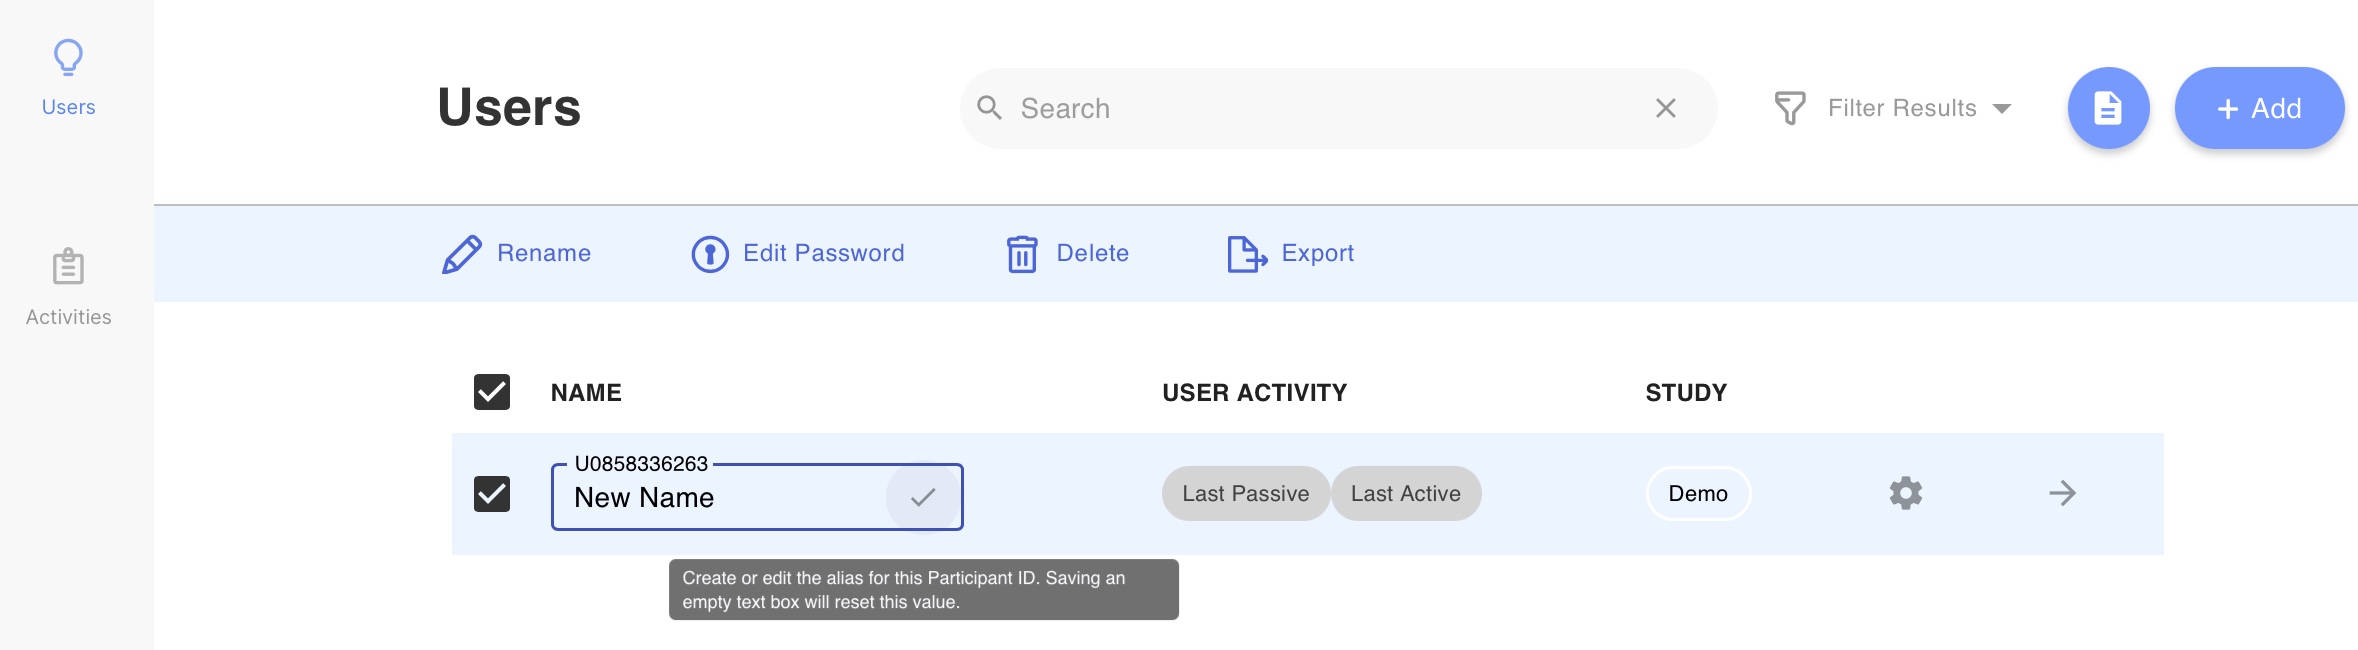 Users
Activities
Users
Search
Filter Results
+ Add
Rename
Edit Password
Delete
Export
NAME
USER ACTIVITY
STUDY
U0858336263
New Name
Last Passive
Last Active
Demo
Create or edit the alias for this Participant ID. Saving an
empty text box will reset this value.